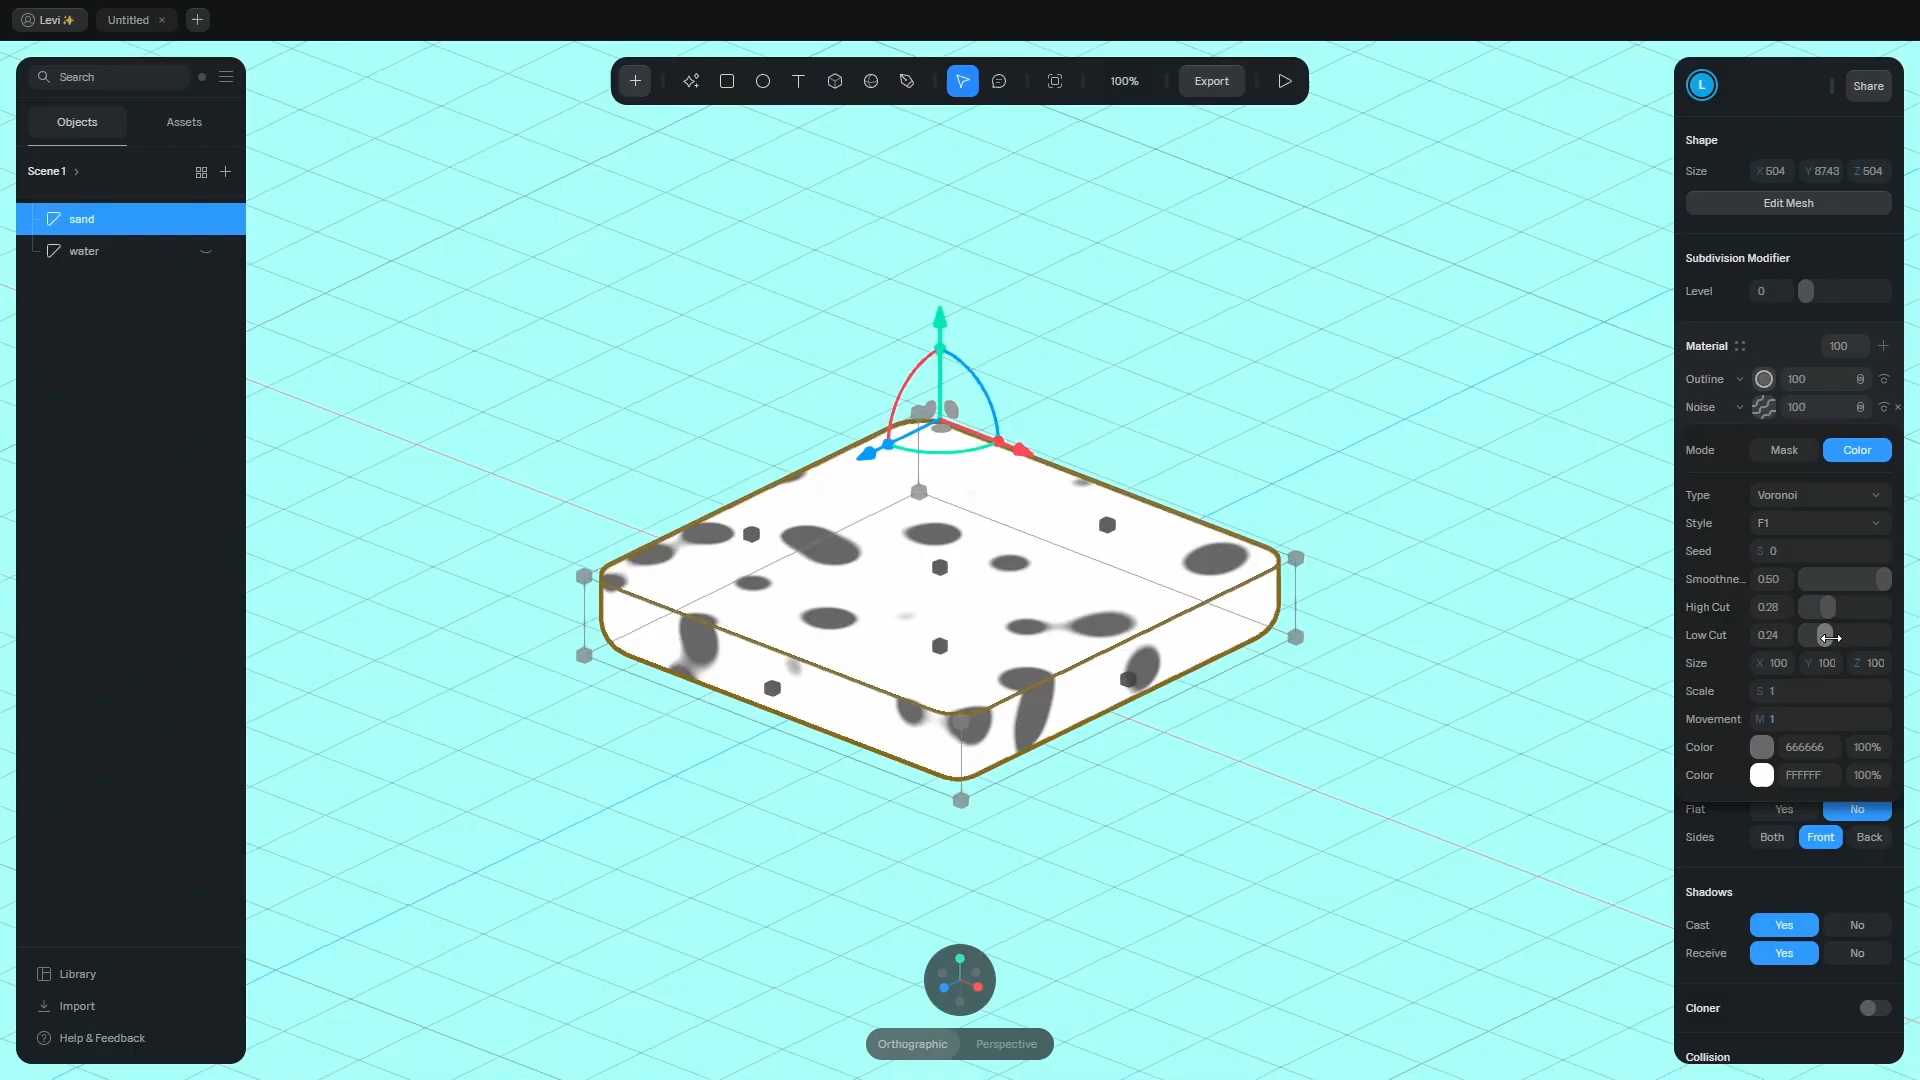 Levi✨
Untitled
Search
Objects
Assets
Scene 1
sand
water
Library
Import
Help & Feedback
100%
Export
Orthographic
Perspective
L
Share
Shape
Size X 504 Y 87.43 Z 504
Edit Mesh
Subdivision Modifier
Level 0
Material 100
Outline 100
Noise 100
Mode Mask Color
Type Voronoi
Style F1
Seed S 0
Smoothne... 0.50
High Cut 0.28
Low Cut 0.24
Size X 100 Y 100 Z 100
Scale S 1
Movement M 1
Color 666666 100%
Color FFFFFF 100%
Flat Yes No
Sides Both Front Back
Shadows
Cast Yes No
Receive Yes No
Cloner
Collision